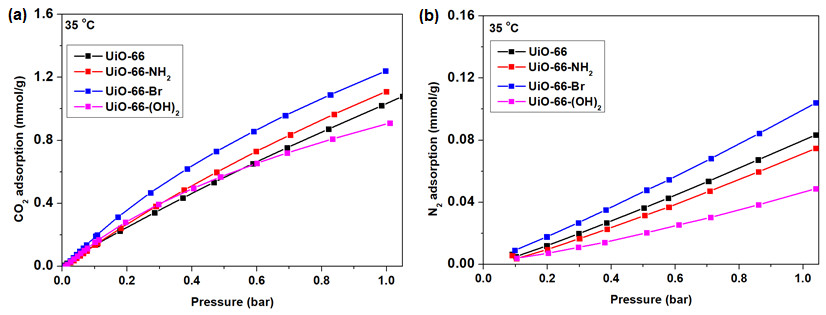 (a)
35 °C
UiO-66
UiO-66-NH₂
UiO-66-Br
UiO-66-(OH)₂
CO₂ adsorption (mmol/g)
1.6
1.2
0.8
0.4
0.0
0.0 0.2 0.4 0.6 0.8 1.0
Pressure (bar)
(b)
35 °C
UiO-66
UiO-66-NH₂
UiO-66-Br
UiO-66-(OH)₂
N₂ adsorption (mmol/g)
0.16
0.12
0.08
0.04
0.00
0.0 0.2 0.4 0.6 0.8 1.0
Pressure (bar)